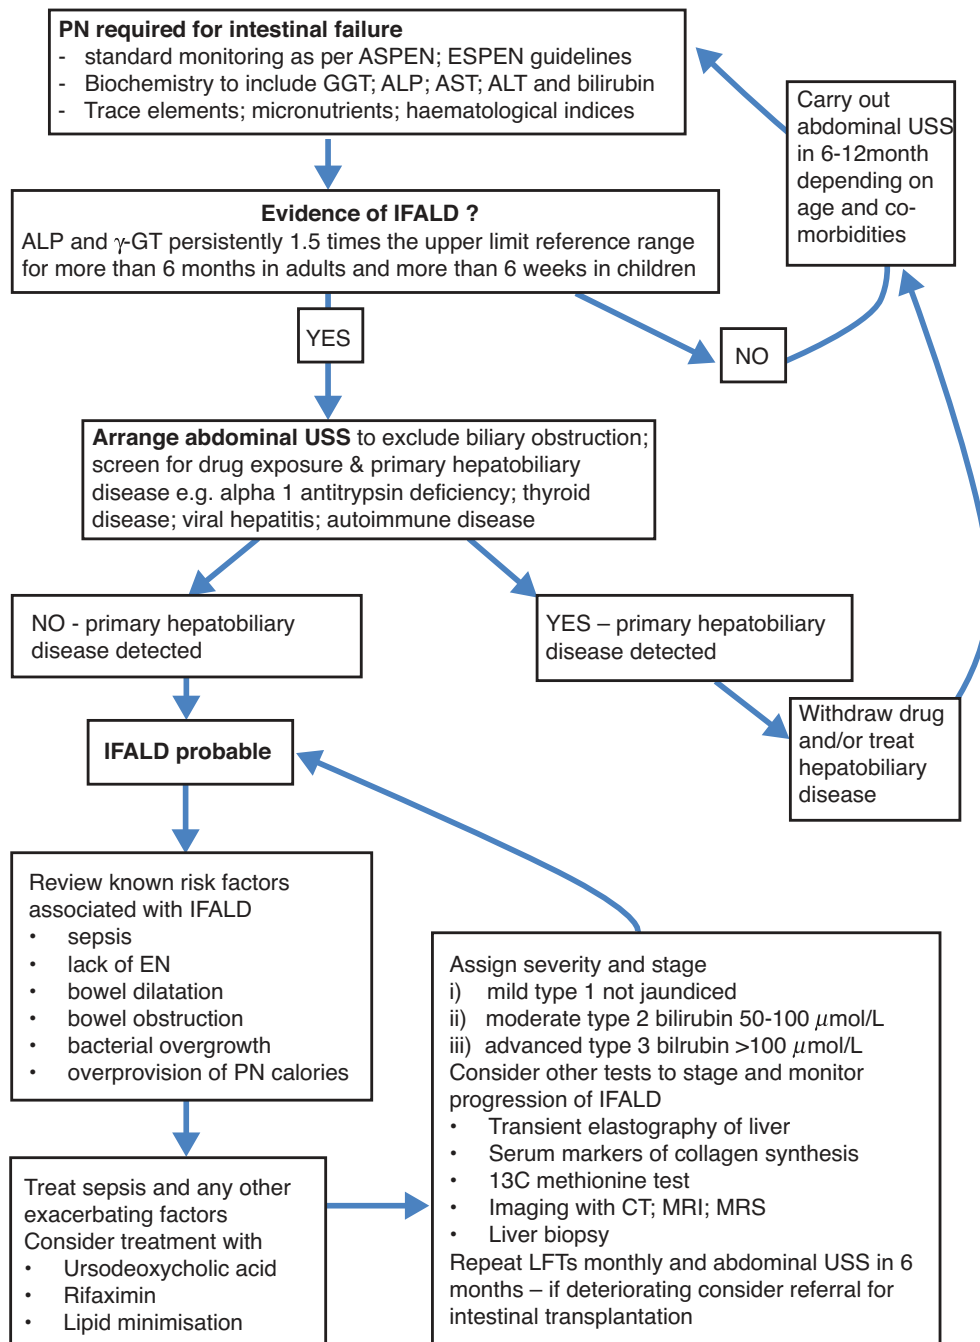 PN required for intestinal failure
- standard monitoring as per ASPEN; ESPEN guidelines
- Biochemistry to include GGT; ALP; AST; ALT and bilirubin
- Trace elements; micronutrients; haematological indices
Carry out
abdominal USS
in 6-12month
depending on
age and co-
morbidities
Evidence of IFALD ?
ALP and γ-GT persistently 1.5 times the upper limit reference range
for more than 6 months in adults and more than 6 weeks in children
YES
NO
Arrange abdominal USS to exclude biliary obstruction;
screen for drug exposure & primary hepatobiliary
disease e.g. alpha 1 antitrypsin deficiency; thyroid
disease; viral hepatitis; autoimmune disease
NO - primary hepatobiliary
disease detected
YES – primary hepatobiliary
disease detected
Withdraw drug
and/or treat
hepatobiliary
disease
IFALD probable
Review known risk factors
associated with IFALD
• sepsis
• lack of EN
• bowel dilatation
• bowel obstruction
• bacterial overgrowth
• overprovision of PN calories
Treat sepsis and any other
exacerbating factors
Consider treatment with
• Ursodeoxycholic acid
• Rifaximin
• Lipid minimisation
Assign severity and stage
i) mild type 1 not jaundiced
ii) moderate type 2 bilirubin 50-100 μmol/L
iii) advanced type 3 bilrubin >100 μmol/L
Consider other tests to stage and monitor
progression of IFALD
• Transient elastography of liver
• Serum markers of collagen synthesis
• 13C methionine test
• Imaging with CT; MRI; MRS
• Liver biopsy
Repeat LFTs monthly and abdominal USS in 6
months – if deteriorating consider referral for
intestinal transplantation